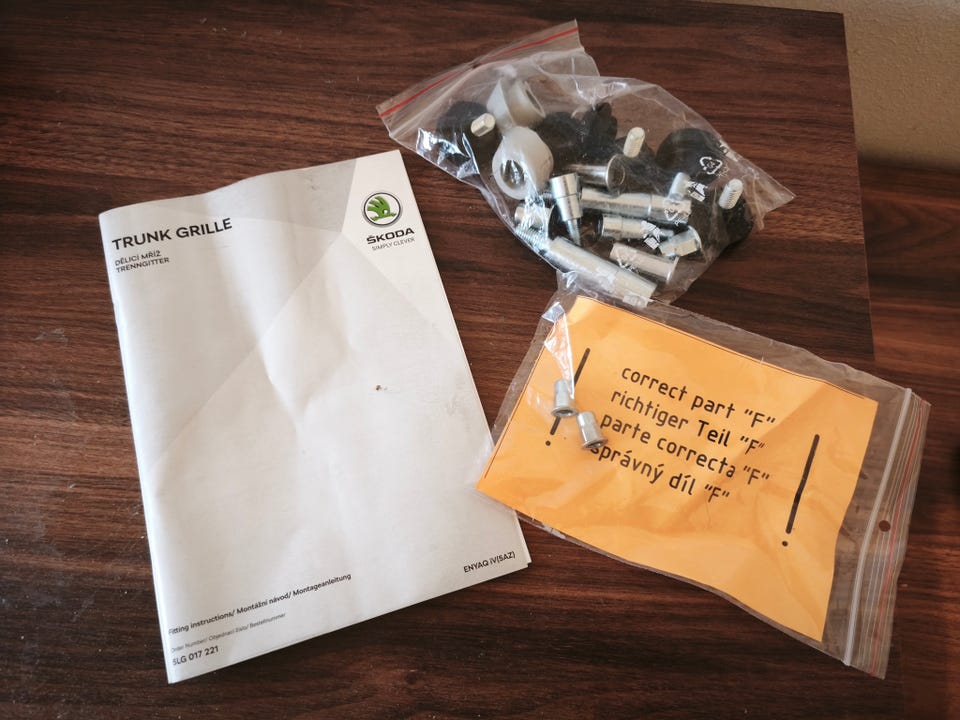 TRUNK GRILLE
DĚLICÍ MŘÍŽ
TRENNGITTER
ŠKODA
SIMPLY CLEVER
ENYAQ iV(5AZ)
Fitting instructions/ Montážní návod/ Montageanleitung
Order Number/ Objednací číslo/ Bestellnummer
5LG 017 221
correct part "F"
richtiger Teil "F"
parte correcta "F"
správný díl "F"
! !